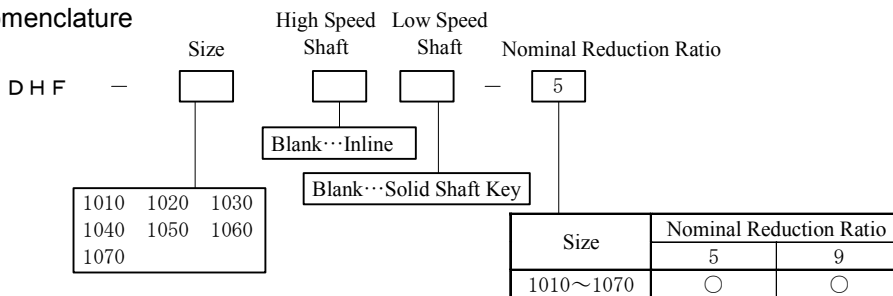 omenclature
High Speed Low Speed
Size Shaft Shaft Nominal Reduction Ratio
DHF － － 5
Blank…Inline
Blank…Solid Shaft Key
1010 1020 1030
1040 1050 1060
1070
Size Nominal Reduction Ratio
5 9
1010～1070 ○ ○